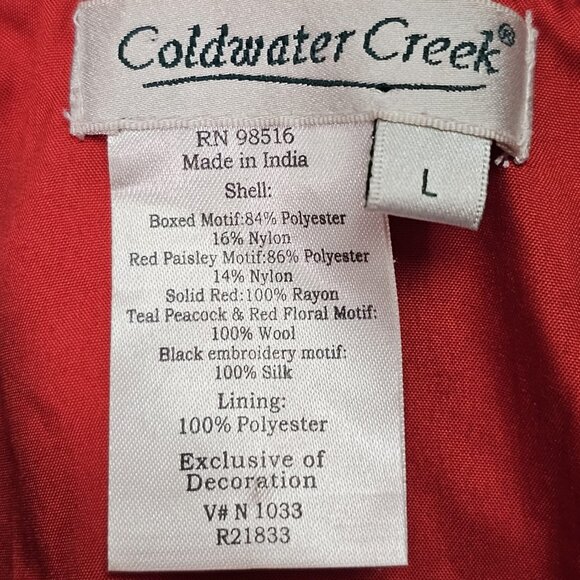 Coldwater Creek®
L
RN 98516
Made in India
Shell:
Boxed Motif:84% Polyester
16% Nylon
Red Paisley Motif:86% Polyester
14% Nylon
Solid Red:100% Rayon
Teal Peacock & Red Floral Motif:
100% Wool
Black embroidery motif:
100% Silk
Lining:
100% Polyester
Exclusive of
Decoration
V# N 1033
R21833